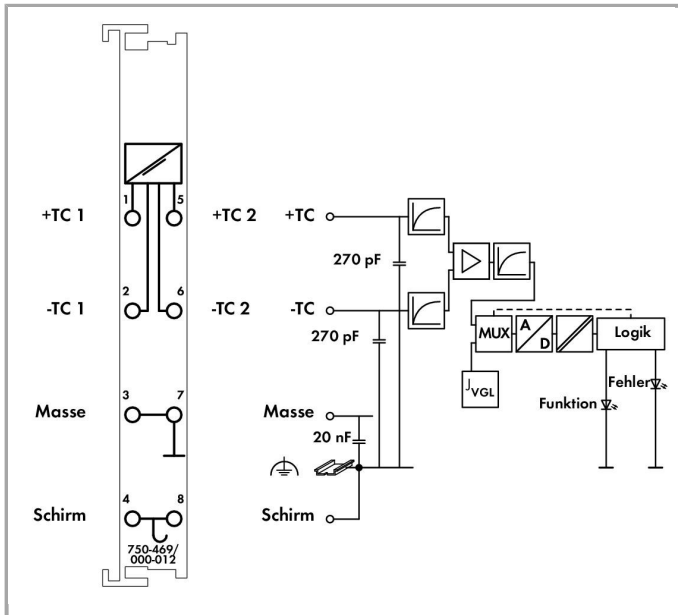 1
5
+TC 1
+TC 2
+TC
270 pF
2
6
-TC 1
-TC 2
-TC
270 pF
MUX
A
D
Logik
J VGL
Fehler
Funktion
3
7
Masse
Masse
20 nF
4
8
Schirm
Schirm
750-469/
000-012